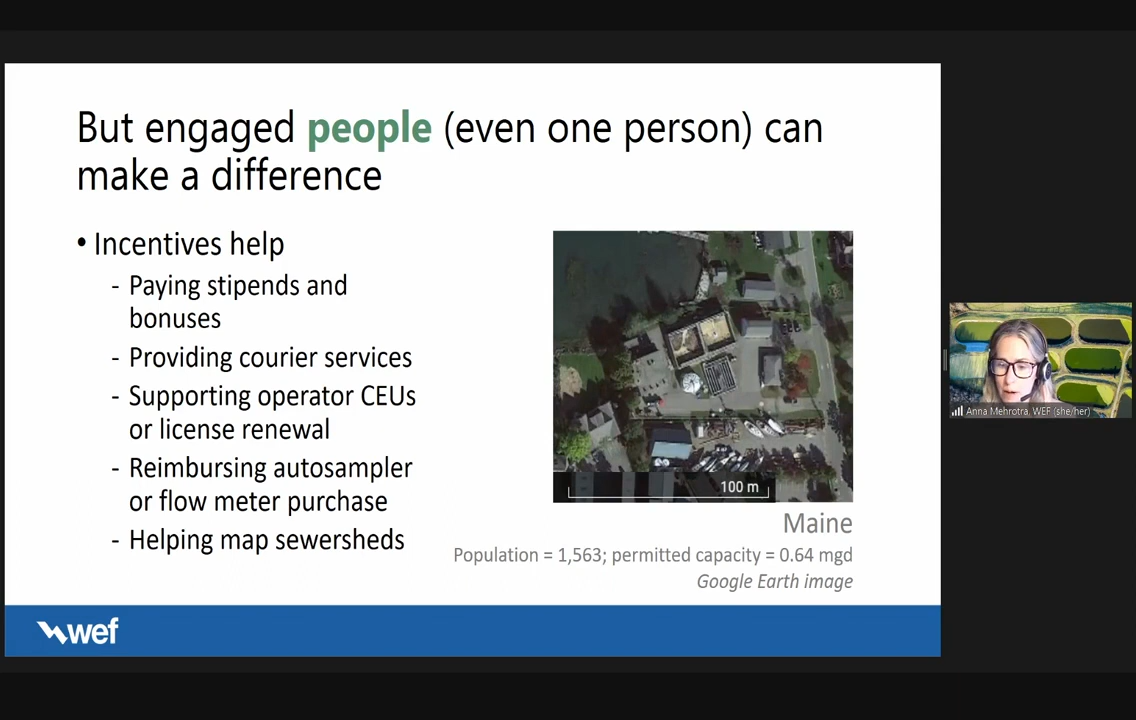 But engaged people (even one person) can
make a difference
• Incentives help
- Paying stipends and
bonuses
- Providing courier services
- Supporting operator CEUs
or license renewal
- Reimbursing autosampler
or flow meter purchase
- Helping map sewersheds
100 m
Maine
Population = 1,563; permitted capacity = 0.64 mgd
Google Earth image
wef
Anna Mehrotra, WEF (she/her)